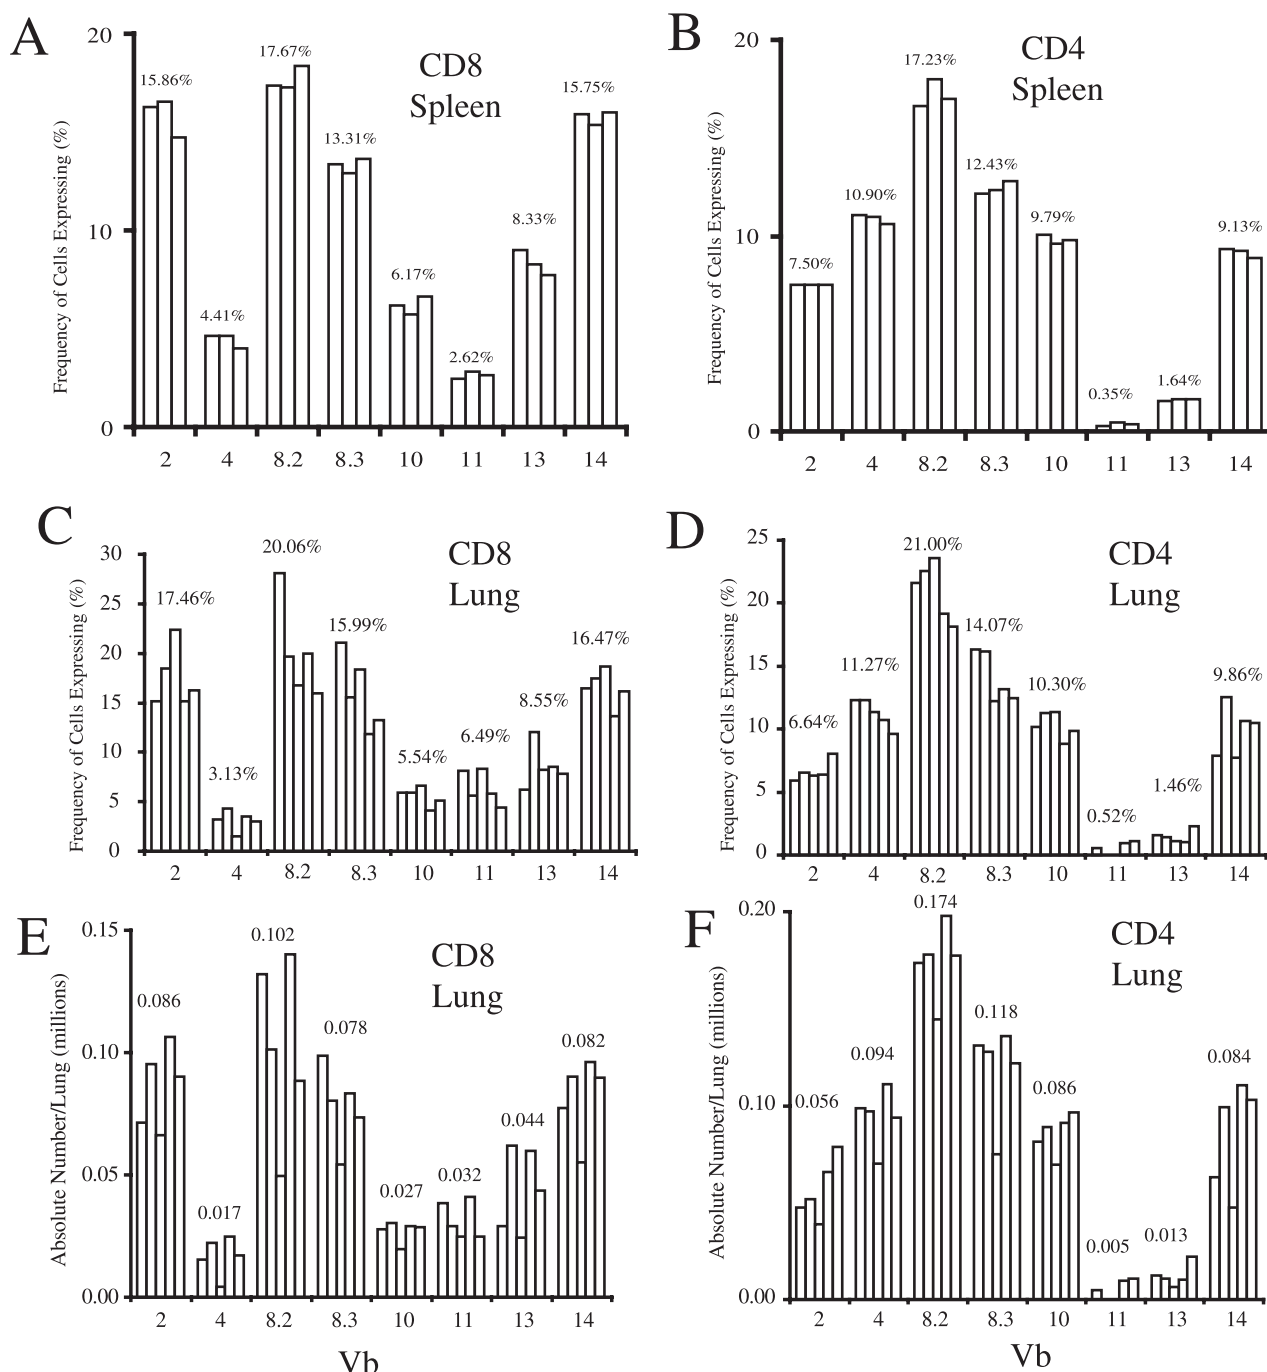 A
CD8
Spleen
Frequency of Cells Expressing (%)
20
10
0
15.86%
4.41%
17.67%
13.31%
6.17%
2.62%
8.33%
15.75%
2 4 8.2 8.3 10 11 13 14
B
CD4
Spleen
Frequency of Cells Expressing (%)
20
10
0
7.50%
10.90%
17.23%
12.43%
9.79%
0.35%
1.64%
9.13%
2 4 8.2 8.3 10 11 13 14
C
CD8
Lung
Frequency of Cells Expressing (%)
30
25
20
15
10
5
0
17.46%
3.13%
20.06%
15.99%
5.54%
6.49%
8.55%
16.47%
2 4 8.2 8.3 10 11 13 14
D
CD4
Lung
Frequency of Cells Expressing (%)
25
20
15
10
5
0
6.64%
11.27%
21.00%
14.07%
10.30%
0.52%
1.46%
9.86%
2 4 8.2 8.3 10 11 13 14
E
CD8
Lung
Absolute Number/Lung (millions)
0.15
0.10
0.05
0.00
0.086
0.017
0.102
0.078
0.027
0.032
0.044
0.082
2 4 8.2 8.3 10 11 13 14
Vb
F
CD4
Lung
Absolute Number/Lung (millions)
0.20
0.10
0.00
0.056
0.094
0.174
0.118
0.086
0.005
0.013
0.084
2 4 8.2 8.3 10 11 13 14
Vb